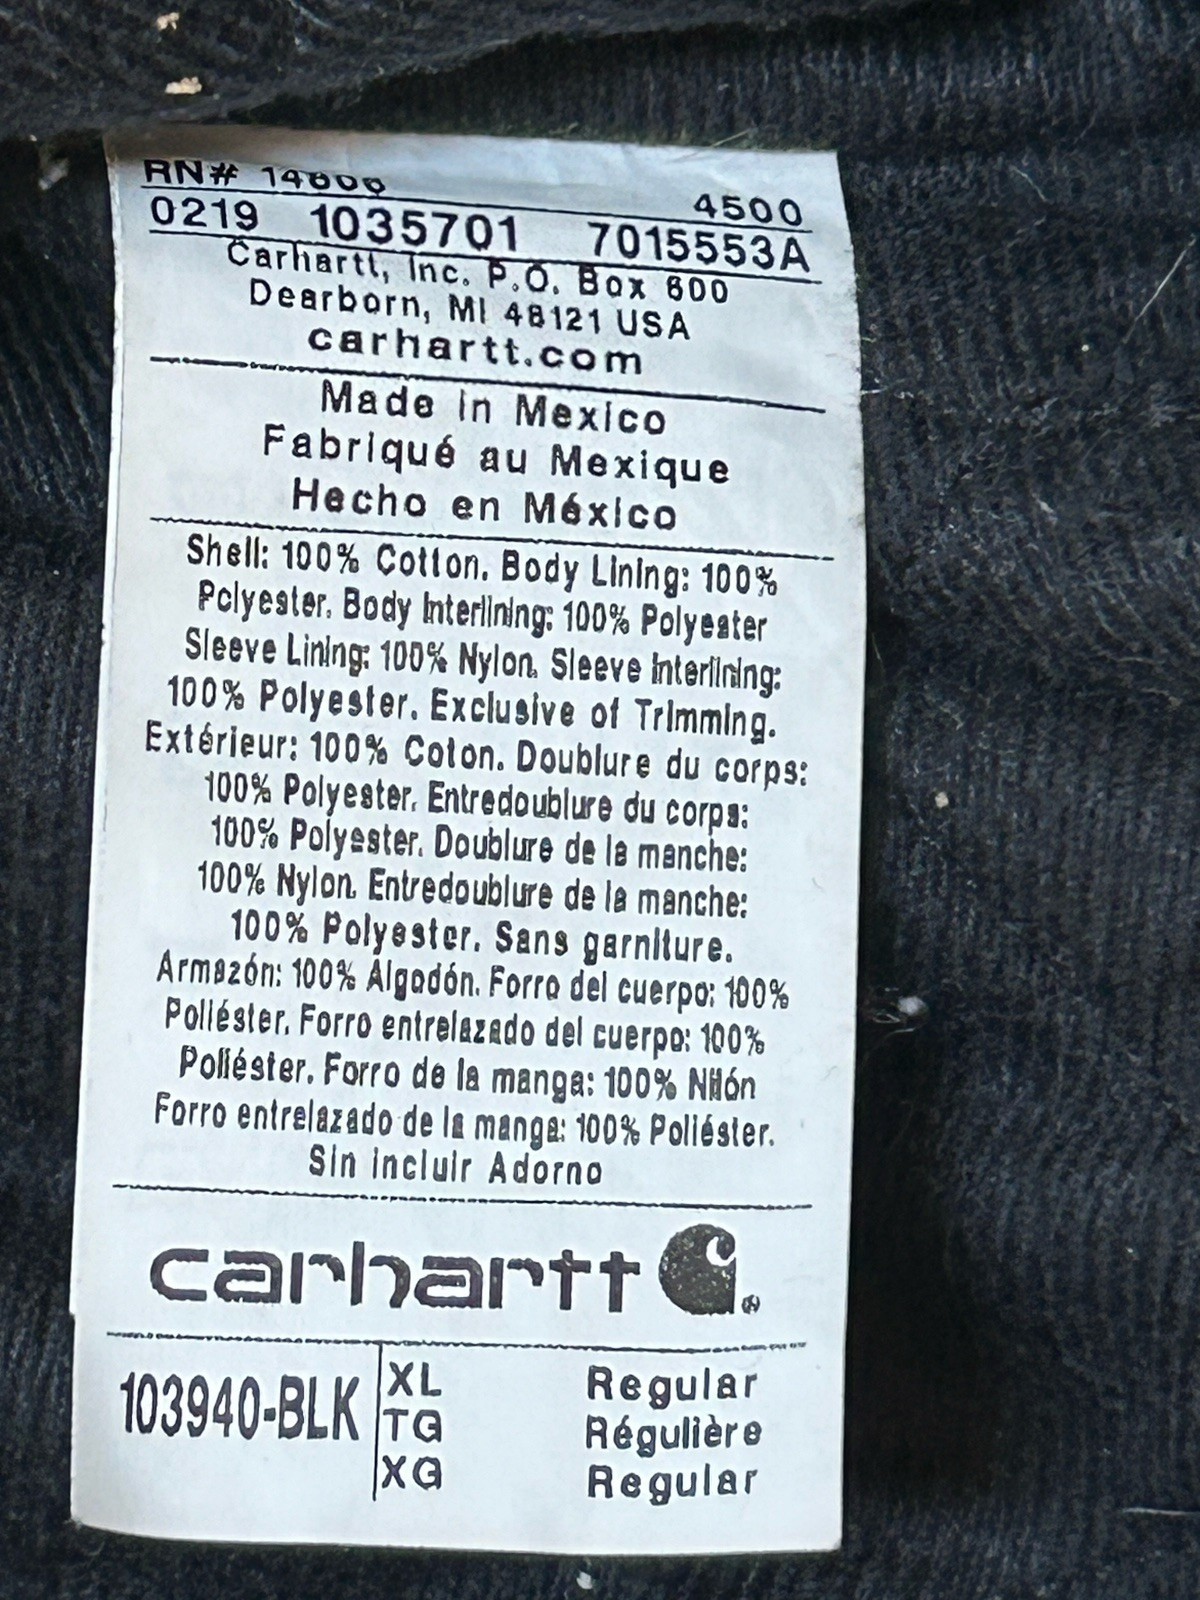 RN# 14806
4500
0219 1035701 7015553A
Carhartt, Inc. P.O. Box 600
Dearborn, MI 48121 USA
carhartt.com
Made in Mexico
Fabriqué au Mexique
Hecho en México
Shell: 100% Cotton. Body Lining: 100%
Polyester. Body Interlining: 100% Polyester
Sleeve Lining: 100% Nylon. Sleeve Interlining:
100% Polyester. Exclusive of Trimming.
Extérieur: 100% Coton. Doublure du corps:
100% Polyester. Entredoublure du corps:
100% Polyester. Doublure de la manche:
100% Nylon. Entredoublure de la manche:
100% Polyester. Sans garniture.
Armazón: 100% Algodón. Forro del cuerpo: 100%
Poliéster. Forro entrelazado del cuerpo: 100%
Poliéster. Forro de la manga: 100% Nilón
Forro entrelazado de la manga: 100% Poliéster.
Sin incluir Adorno
carhartt ®
103940-BLK XL Regular
TG Régulière
XG Regular